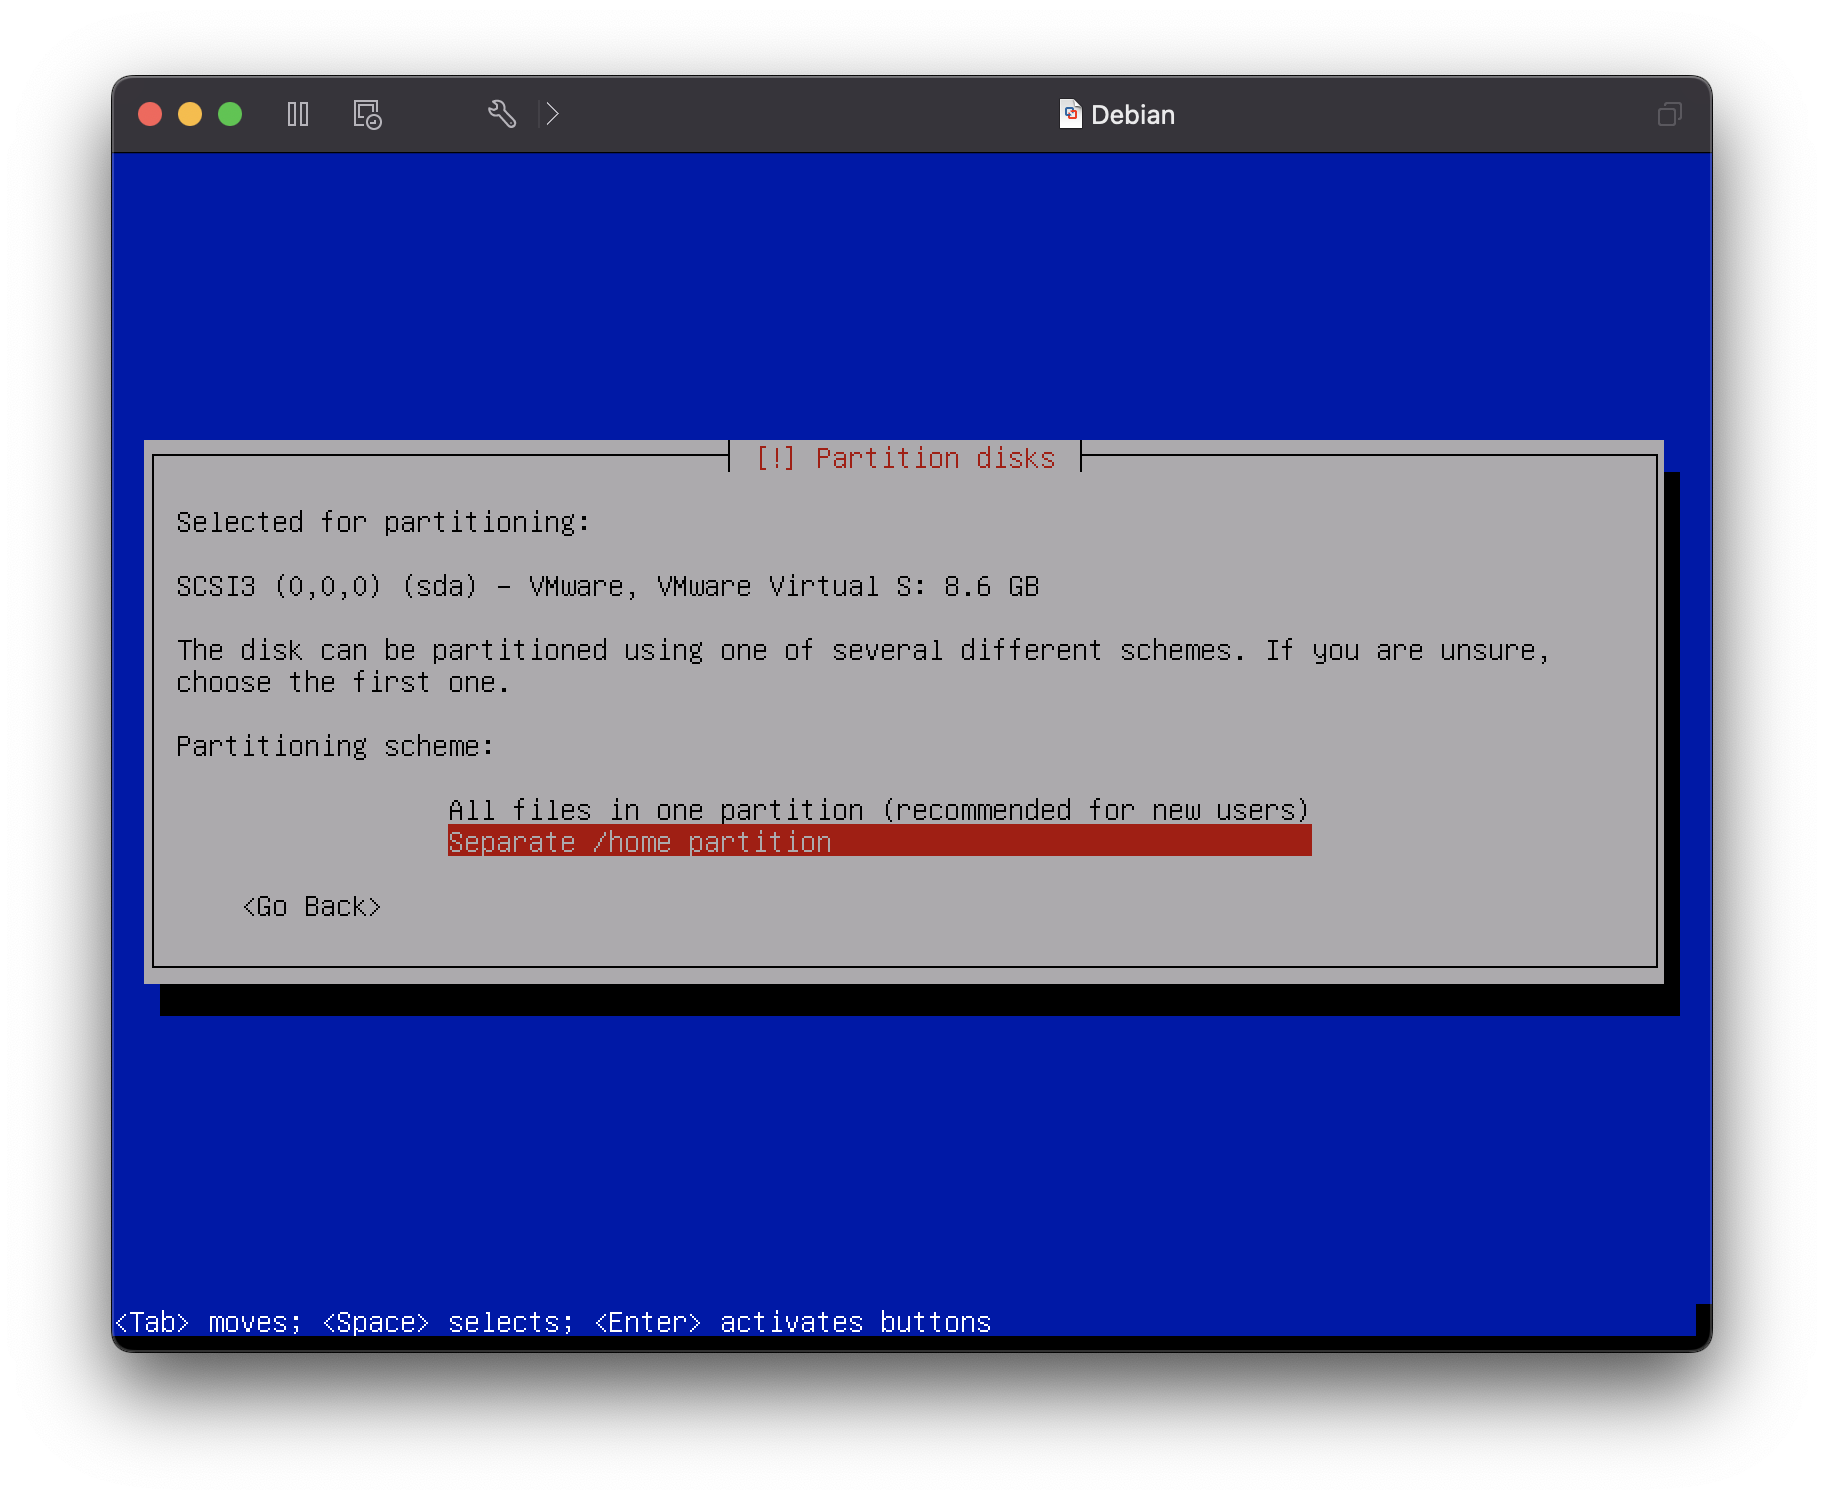 Debian
[!] Partition disks
Selected for partitioning:
SCSI3 (0,0,0) (sda) - VMware, VMware Virtual S: 8.6 GB
The disk can be partitioned using one of several different schemes. If you are unsure,
choose the first one.
Partitioning scheme:
All files in one partition (recommended for new users)
Separate /home partition
<Go Back>
<Tab> moves; <Space> selects; <Enter> activates buttons